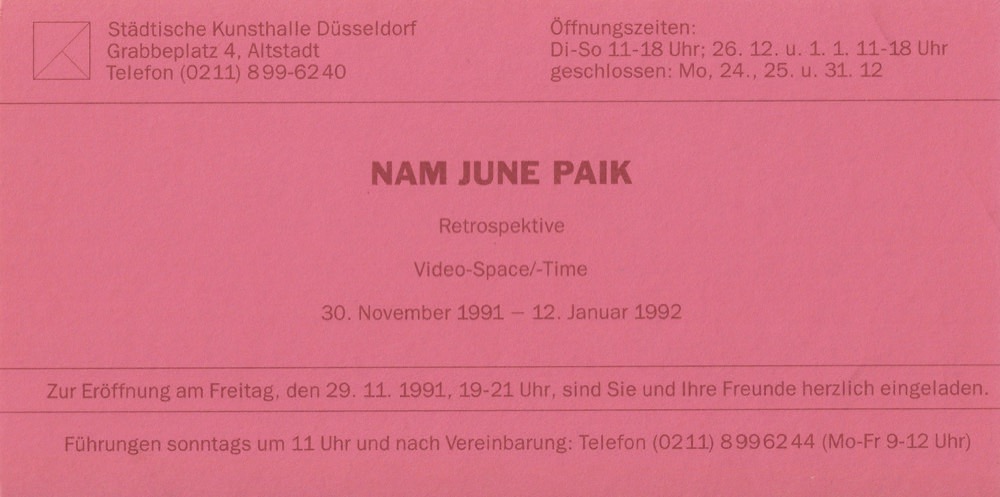 Städtische Kunsthalle Düsseldorf
Grabbeplatz 4, Altstadt
Telefon (0211) 899-6240
Öffnungszeiten:
Di-So 11-18 Uhr; 26. 12. u. 1. 1. 11-18 Uhr
geschlossen: Mo, 24., 25. u. 31. 12
NAM JUNE PAIK
Retrospektive
Video-Space/-Time
30. November 1991 – 12. Januar 1992
Zur Eröffnung am Freitag, den 29. 11. 1991, 19-21 Uhr, sind Sie und Ihre Freunde herzlich eingeladen.
Führungen sonntags um 11 Uhr und nach Vereinbarung: Telefon (0211) 8996244 (Mo-Fr 9-12 Uhr)